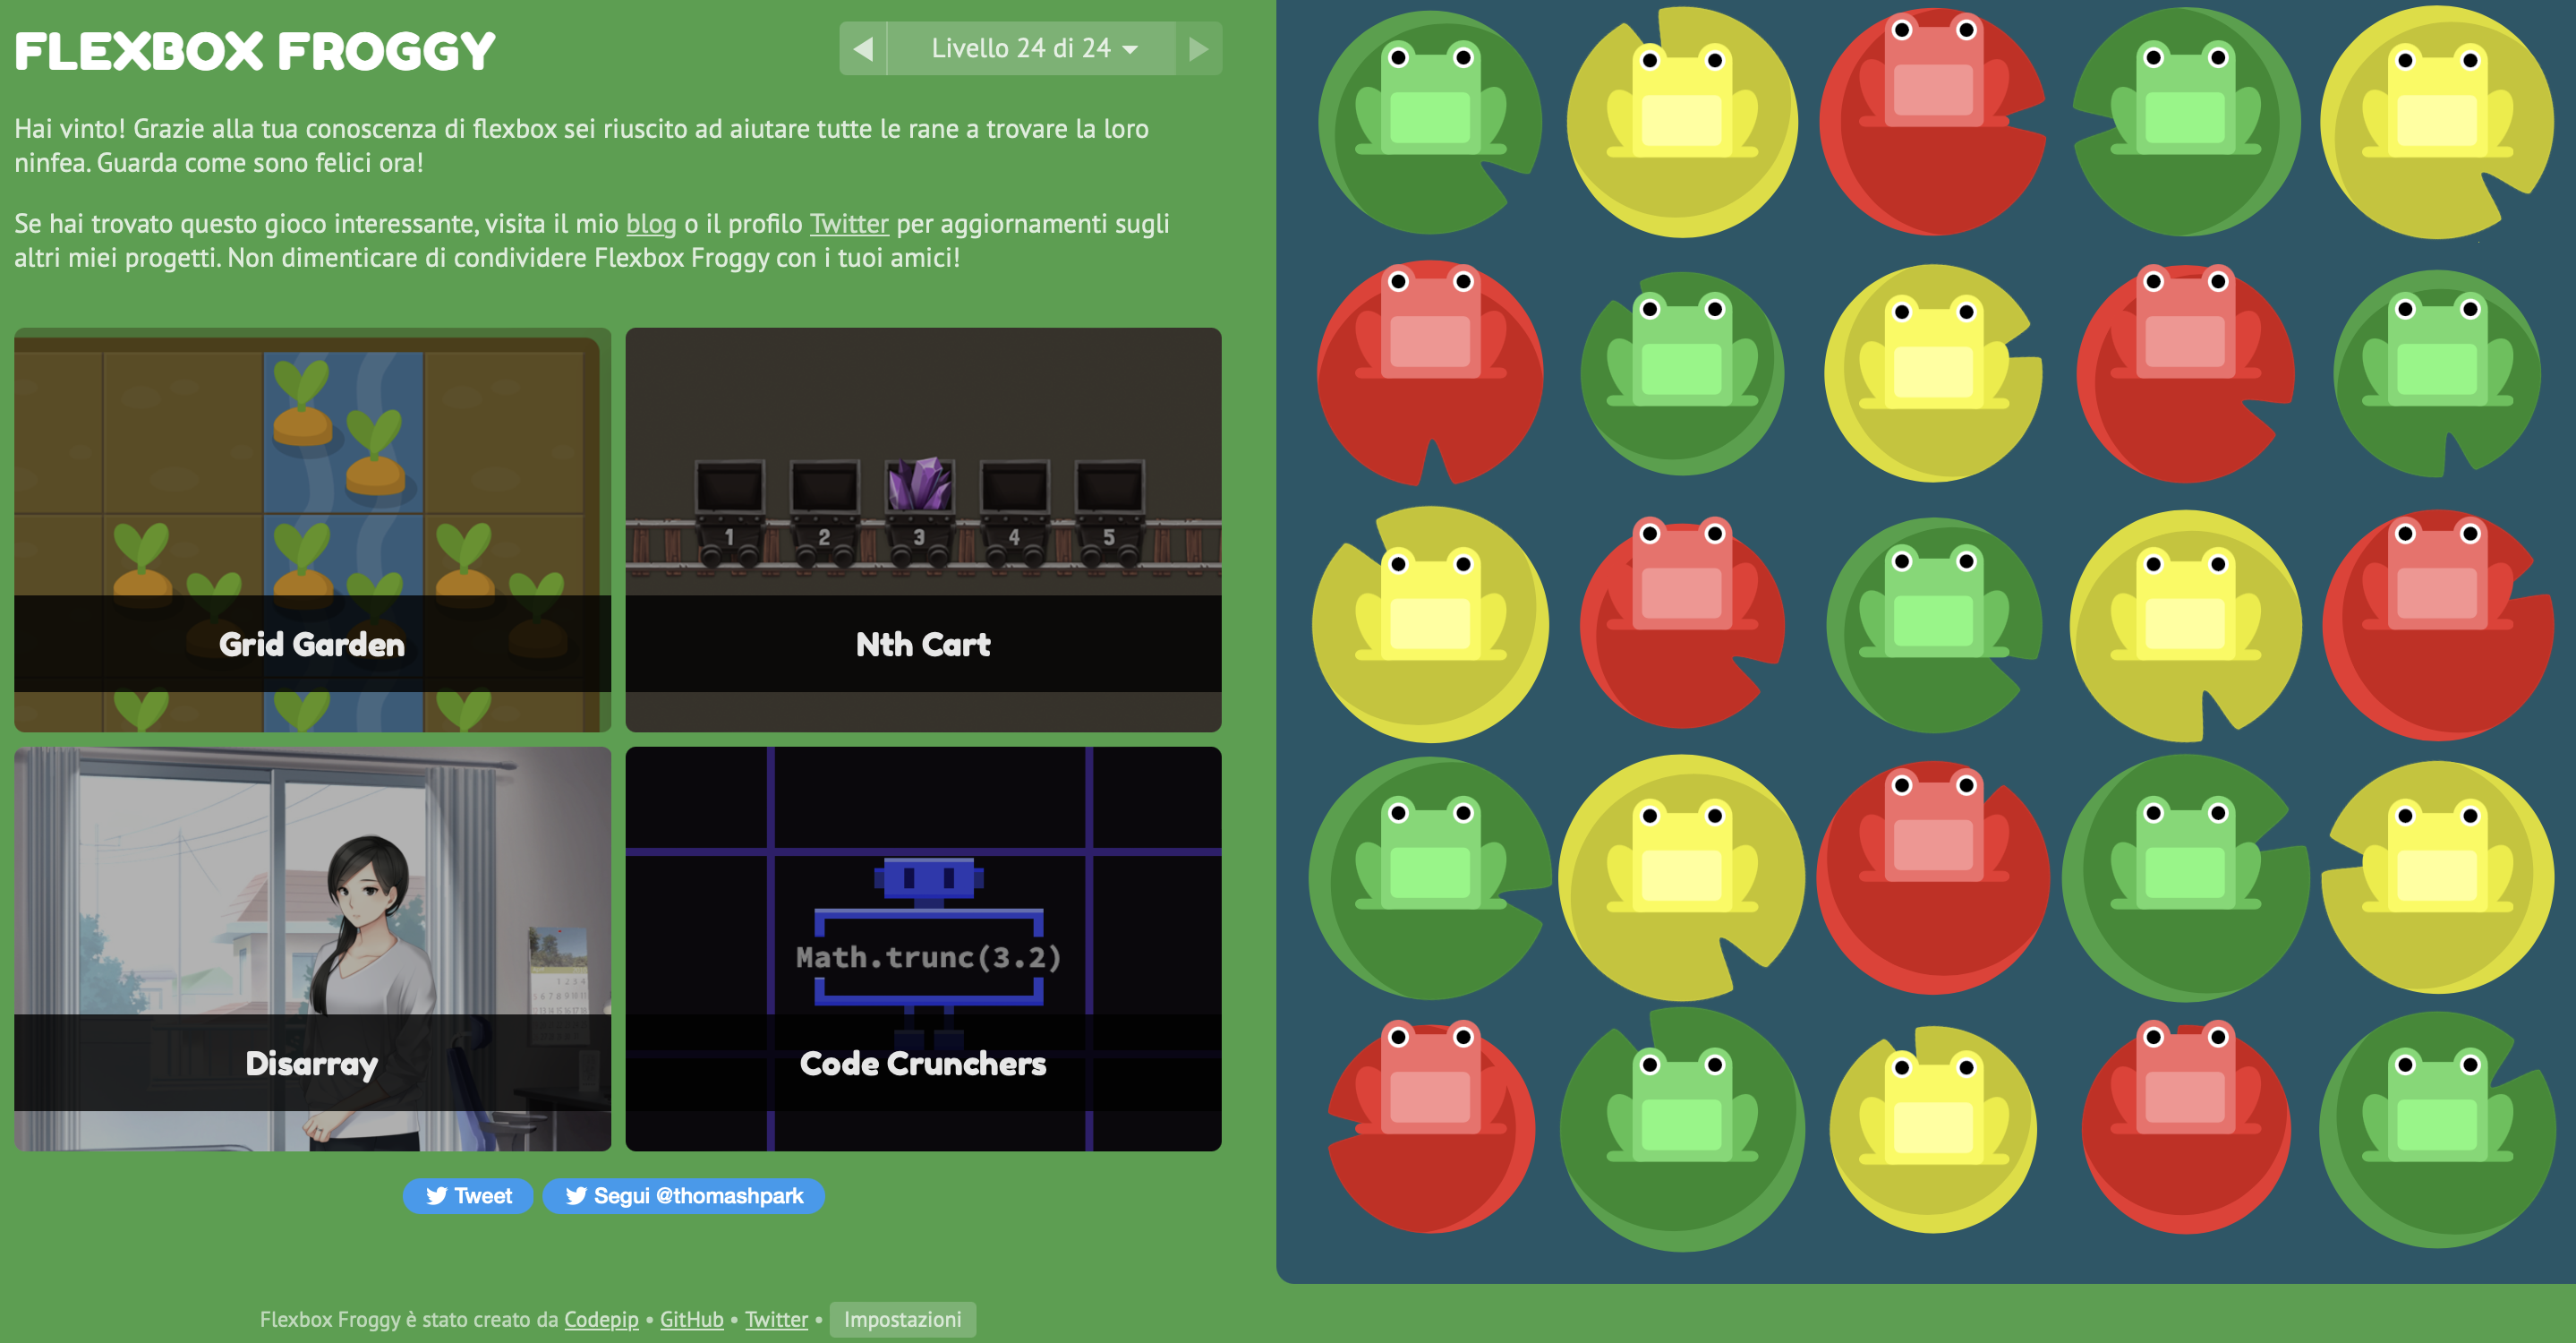 FLEXBOX FROGGY
Livello 24 di 24
Hai vinto! Grazie alla tua conoscenza di flexbox sei riuscito ad aiutare tutte le rane a trovare la loro
ninfea. Guarda come sono felici ora!
Se hai trovato questo gioco interessante, visita il mio blog o il profilo Twitter per aggiornamenti sugli
altri miei progetti. Non dimenticare di condividere Flexbox Froggy con i tuoi amici!
1 2 3 4 5
Grid Garden
Nth Cart
Math.trunc(3.2)
Disarray
Code Crunchers
Tweet
Segui @thomashpark
Flexbox Froggy è stato creato da Codepip • GitHub • Twitter • Impostazioni